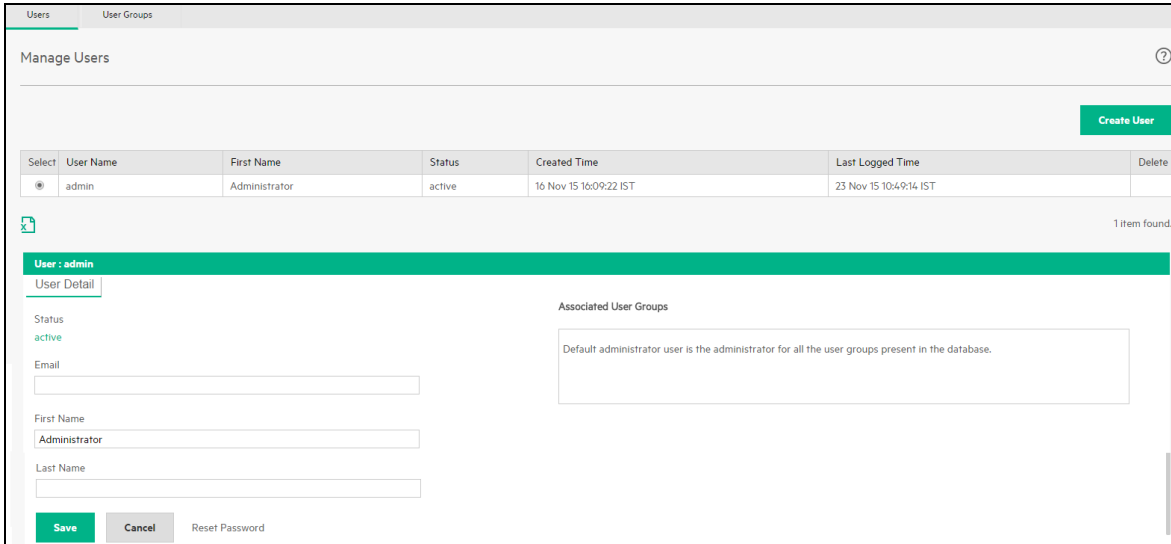 Users User Groups
Manage Users
?
Create User
Select User Name First Name Status Created Time Last Logged Time Delete
admin Administrator active 16 Nov 15 16:09:22 IST 23 Nov 15 10:49:14 IST
x
1 item found.
User : admin
User Detail
Associated User Groups
Status
active
Default administrator user is the administrator for all the user groups present in the database.
Email
First Name
Administrator
Last Name
Save Cancel Reset Password